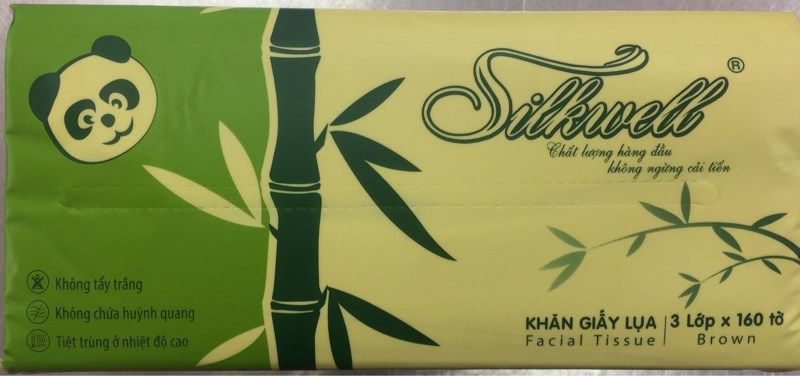 Silkwell®
Chất lượng hàng đầu
không ngừng cải tiến
Không tẩy trắng
Không chứa huỳnh quang
Tiệt trùng ở nhiệt độ cao
KHĂN GIẤY LỤA
Facial Tissue
3 Lớp x 160 tờ
Brown